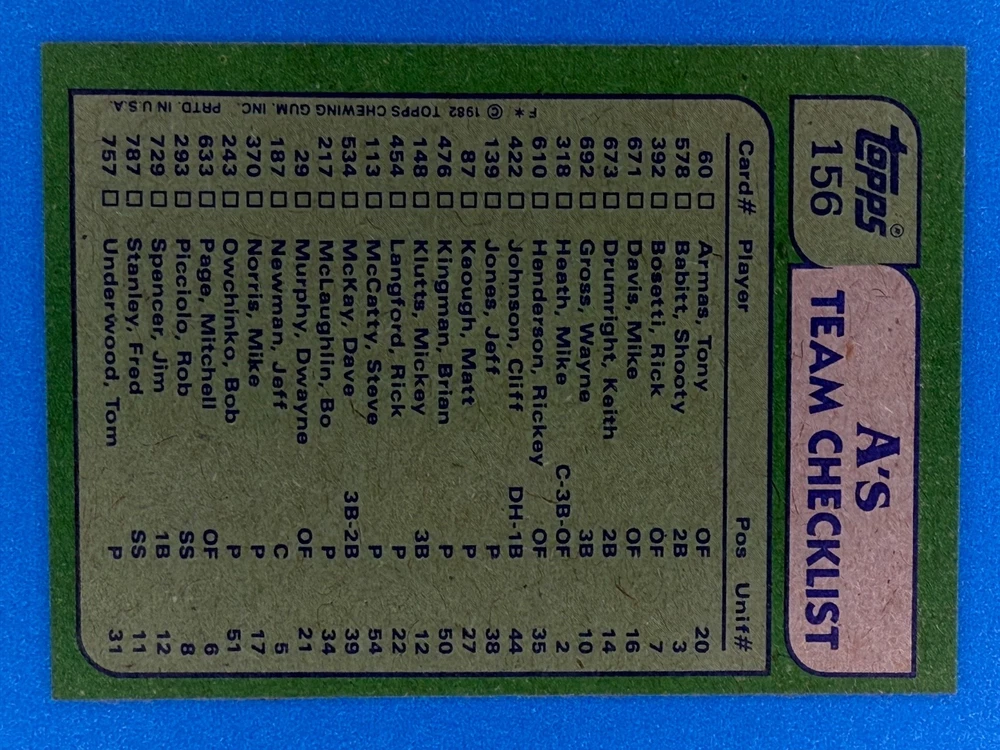 topps®
156
A's
TEAM CHECKLIST
Card# Player Pos Unif#
60 □ Armas, Tony OF 20
578 □ Babitt, Shooty 2B 3
392 □ Bosetti, Rick OF 7
671 □ Davis, Mike OF 16
673 □ Drumright, Keith 2B 14
692 □ Gross, Wayne 3B 10
318 □ Heath, Mike C-3B-OF 2
610 □ Henderson, Rickey OF 35
422 □ Johnson, Cliff DH-1B 44
139 □ Jones, Jeff P 38
87 □ Keough, Matt P 27
476 □ Kingman, Brian P 50
148 □ Klutts, Mickey 3B 12
454 □ Langford, Rick P 22
113 □ McCatty, Steve P 54
534 □ McKay, Dave 3B-2B 39
217 □ McLaughlin, Bo P 34
29 □ Murphy, Dwayne OF 21
187 □ Newman, Jeff C 5
370 □ Norris, Mike P 17
243 □ Owchinko, Bob P 51
633 □ Page, Mitchell OF 6
293 □ Picciolo, Rob SS 8
729 □ Spencer, Jim 1B 12
787 □ Stanley, Fred SS 11
757 □ Underwood, Tom P 31
F* © 1982 TOPPS CHEWING GUM, INC. PRTD. IN U.S.A.